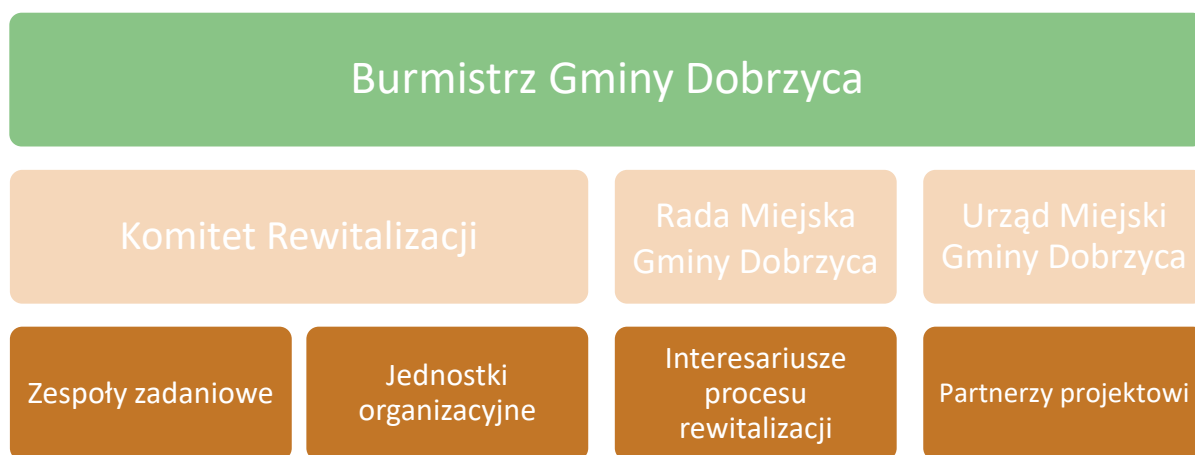 Burmistrz Gminy Dobrzyca
Komitet Rewitalizacji
Rada Miejska
Gminy Dobrzyca
Urząd Miejski
Gminy Dobrzyca
Zespoły zadaniowe
Jednostki
organizacyjne
Interesariusze
procesu
rewitalizacji
Partnerzy projektowi